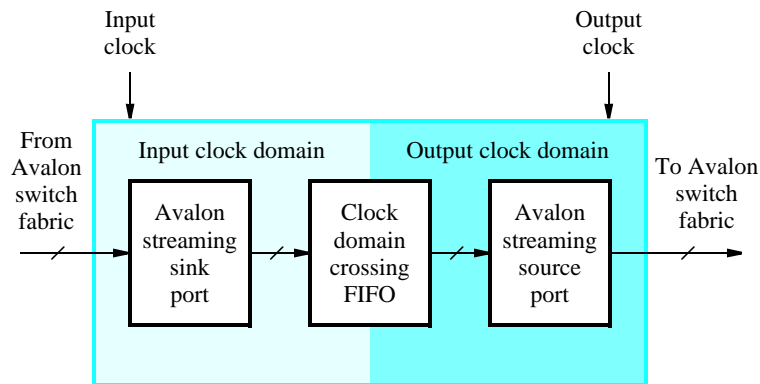 Input
clock
Output
clock
From
Avalon
switch
fabric
Input clock domain
Output clock domain
To Avalon
switch
fabric
Avalon
streaming
sink
port
Clock
domain
crossing
FIFO
Avalon
streaming
source
port